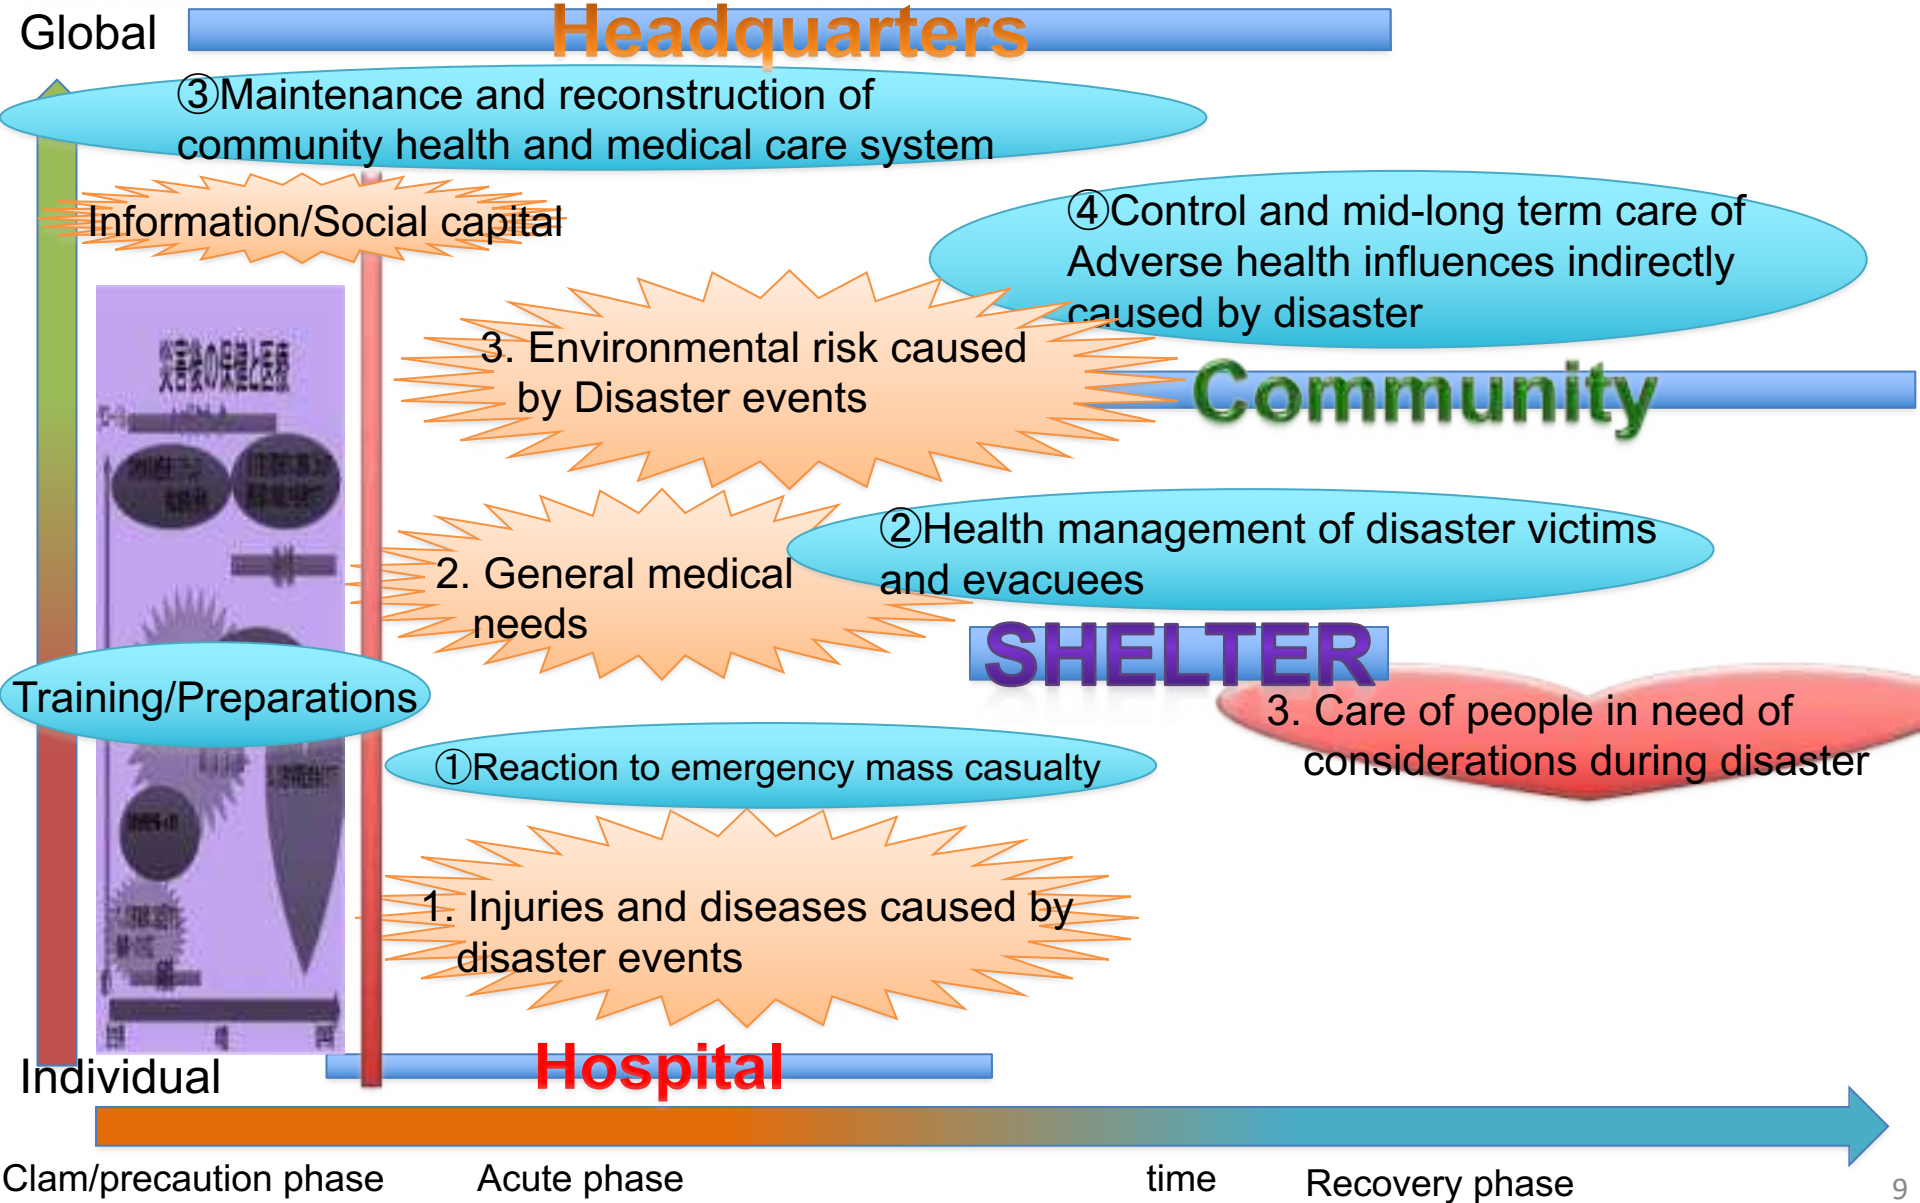 Global
Headquarters
③Maintenance and reconstruction of
community health and medical care system
Information/Social capital
④Control and mid-long term care of
Adverse health influences indirectly
caused by disaster
災害後の保健と医療
3. Environmental risk caused
by Disaster events
Community
②Health management of disaster victims
and evacuees
2. General medical
needs
SHELTER
Training/Preparations
3. Care of people in need of
considerations during disaster
①Reaction to emergency mass casualty
1. Injuries and diseases caused by
disaster events
Hospital
Individual
Clam/precaution phase
Acute phase
time
Recovery phase
9